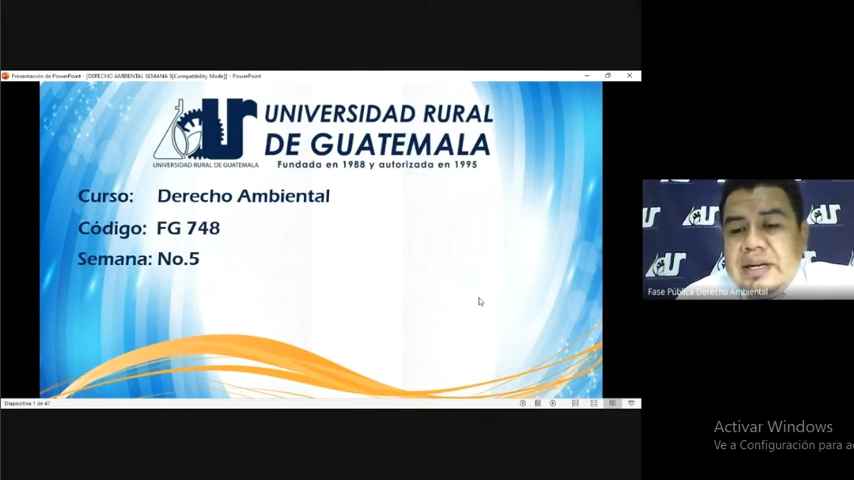 Presentación de PowerPoint - [DERECHO AMBIENTAL SEMANA 5[Compatibility Mode]] - PowerPoint
UNIVERSIDAD RURAL
DE GUATEMALA
Fundada en 1988 y autorizada en 1995
UNIVERSIDAD RURAL DE GUATEMALA
Curso: Derecho Ambiental
Código: FG 748
Semana: No.5
Fase Pública Derecho Ambiental
Diapositiva 1 de 41
Activar Windows
Ve a Configuración para